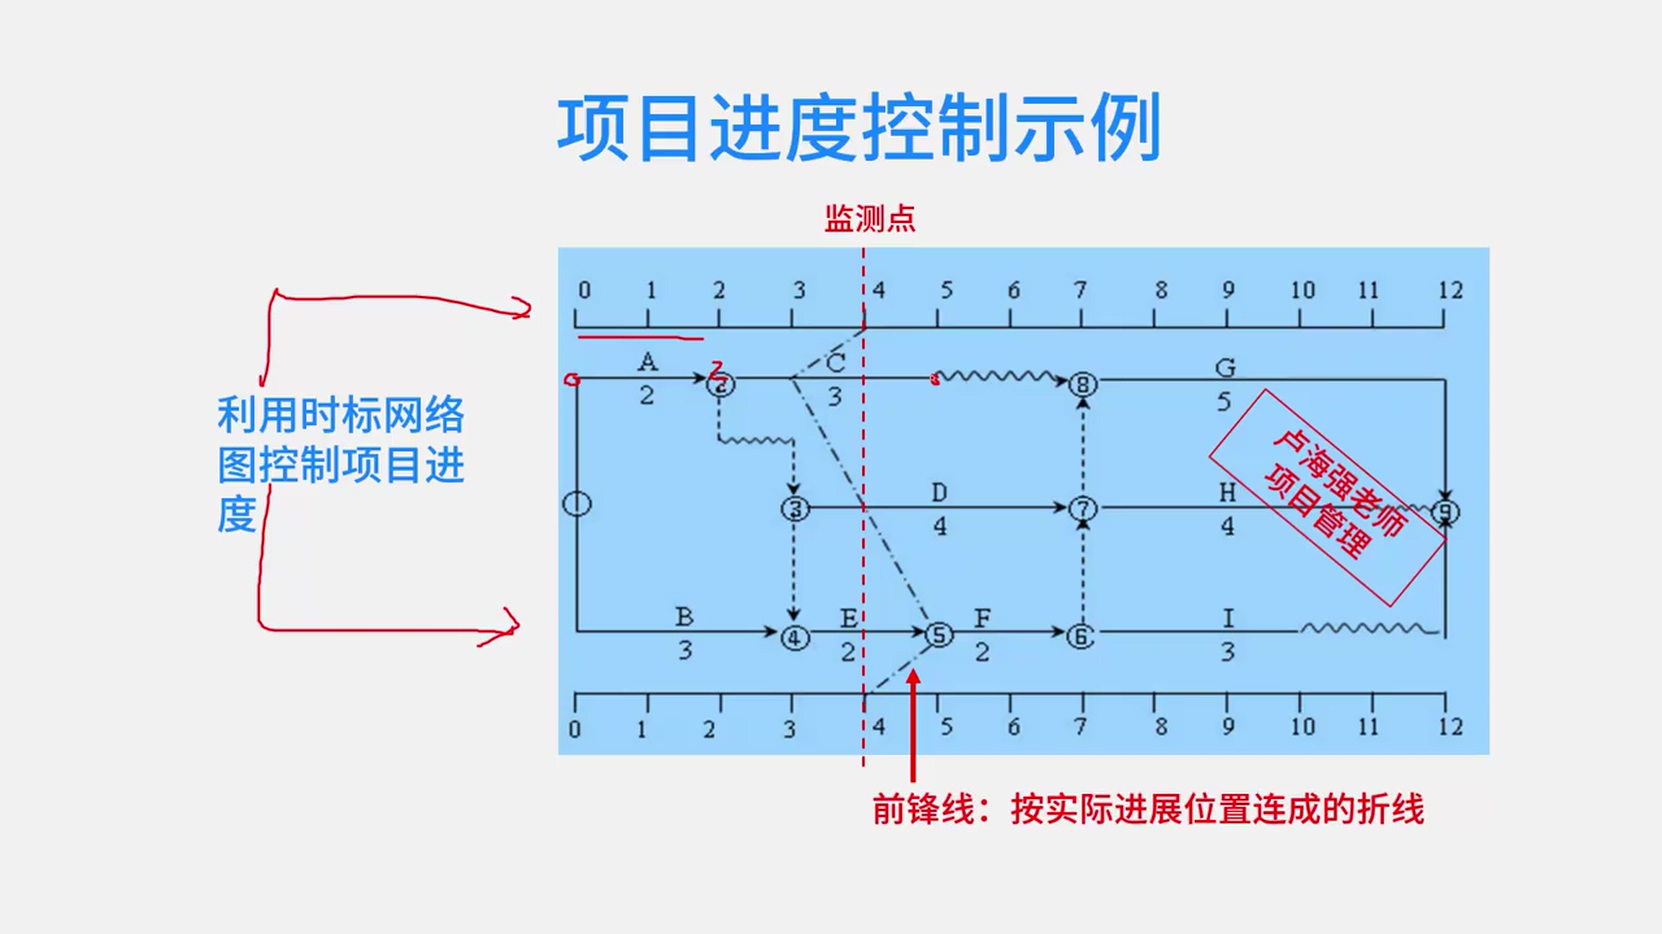 项目进度控制示例
监测点
0 1 2 3 4 5 6 7 8 9 10 11 12
A C G
2 2 8
2 3 5
利用时标网络
图控制项目进
度
卢海强老师
项目管理
D H
3 7 9
4 4
B E F I
4 5 6
3 2 2 3
0 1 2 3 4 5 6 7 8 9 10 11 12
前锋线：按实际进展位置连成的折线